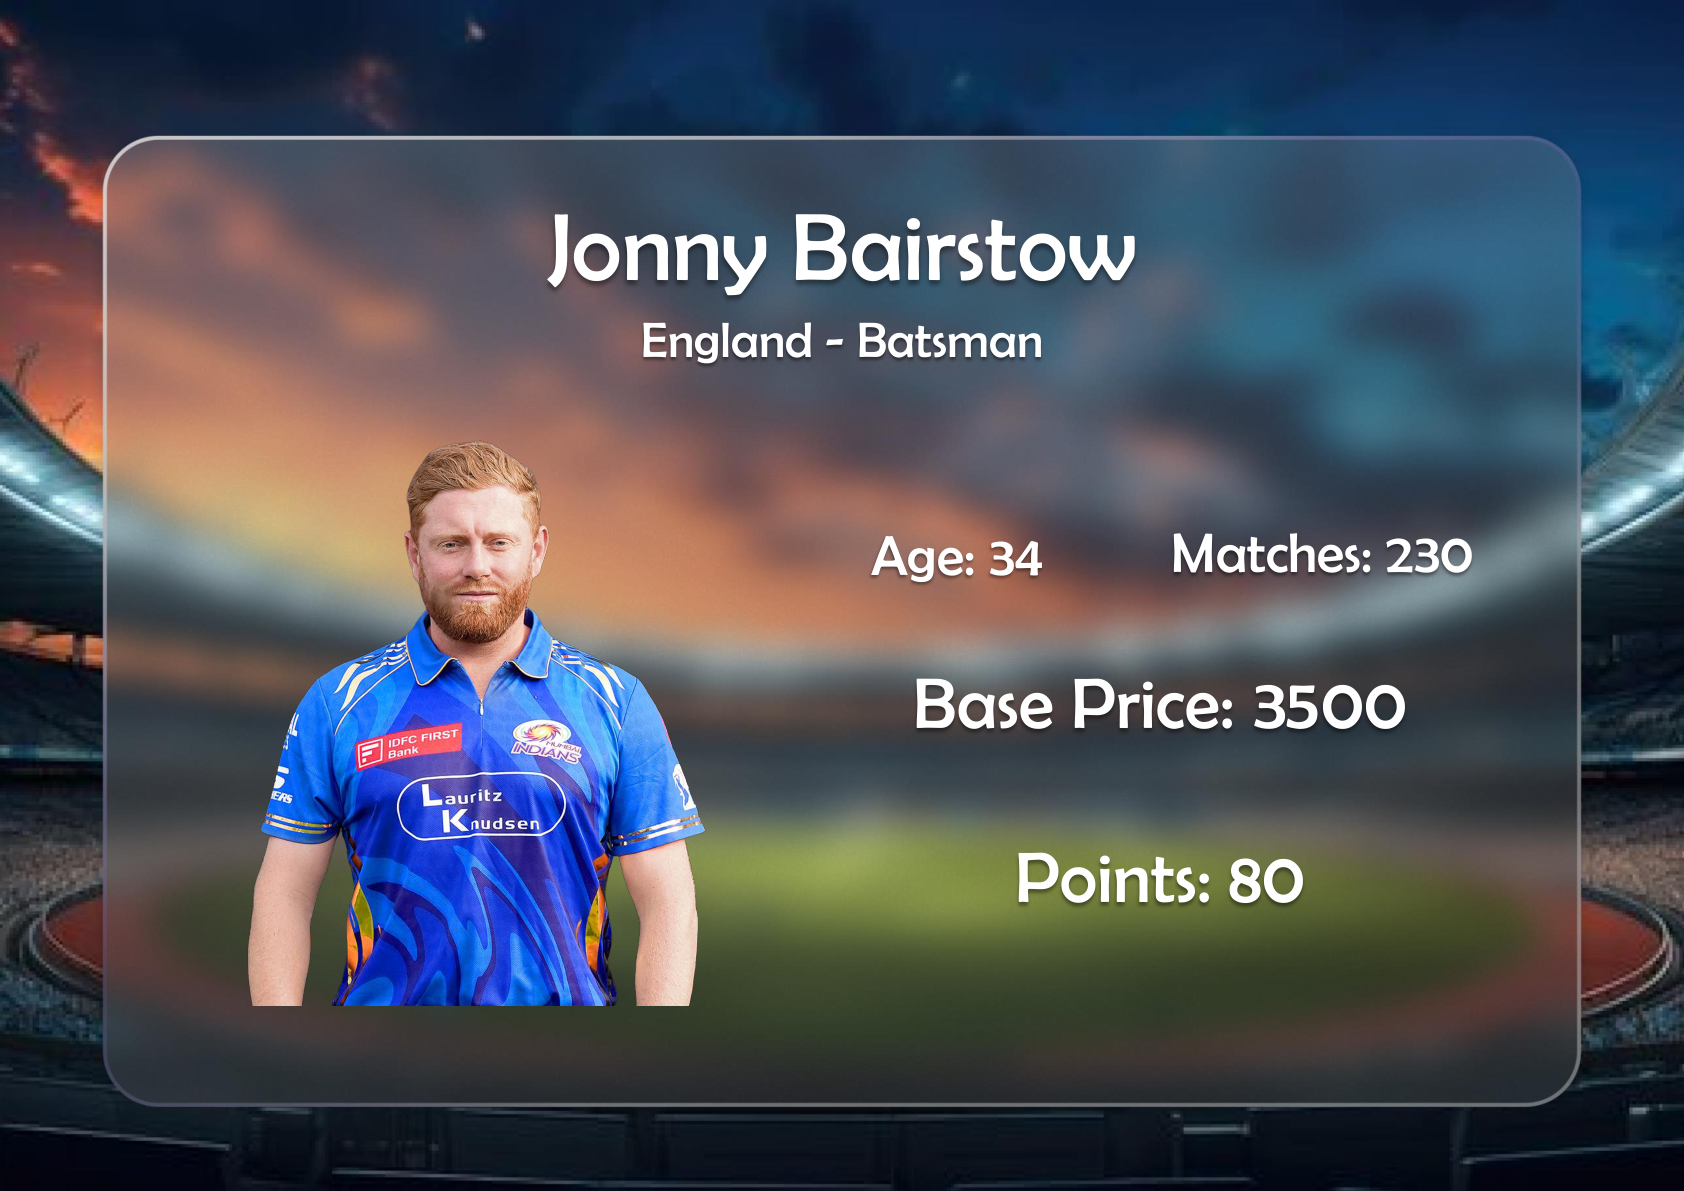 Jonny Bairstow
England - Batsman
Age: 34
Matches: 230
Base Price: 3500
Points: 80
IDFC FIRST
Bank
MUMBAI
INDIANS
Lauritz
Knudsen